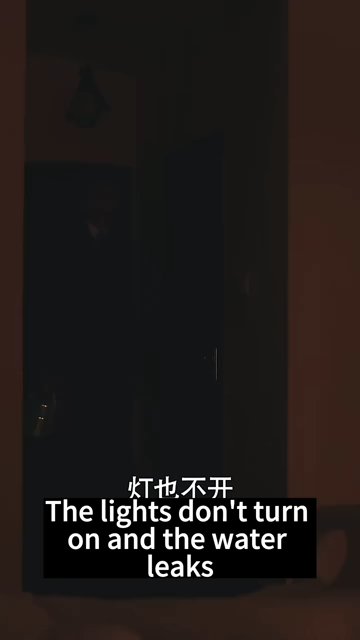 灯也不开
The lights don't turn
on and the water
leaks